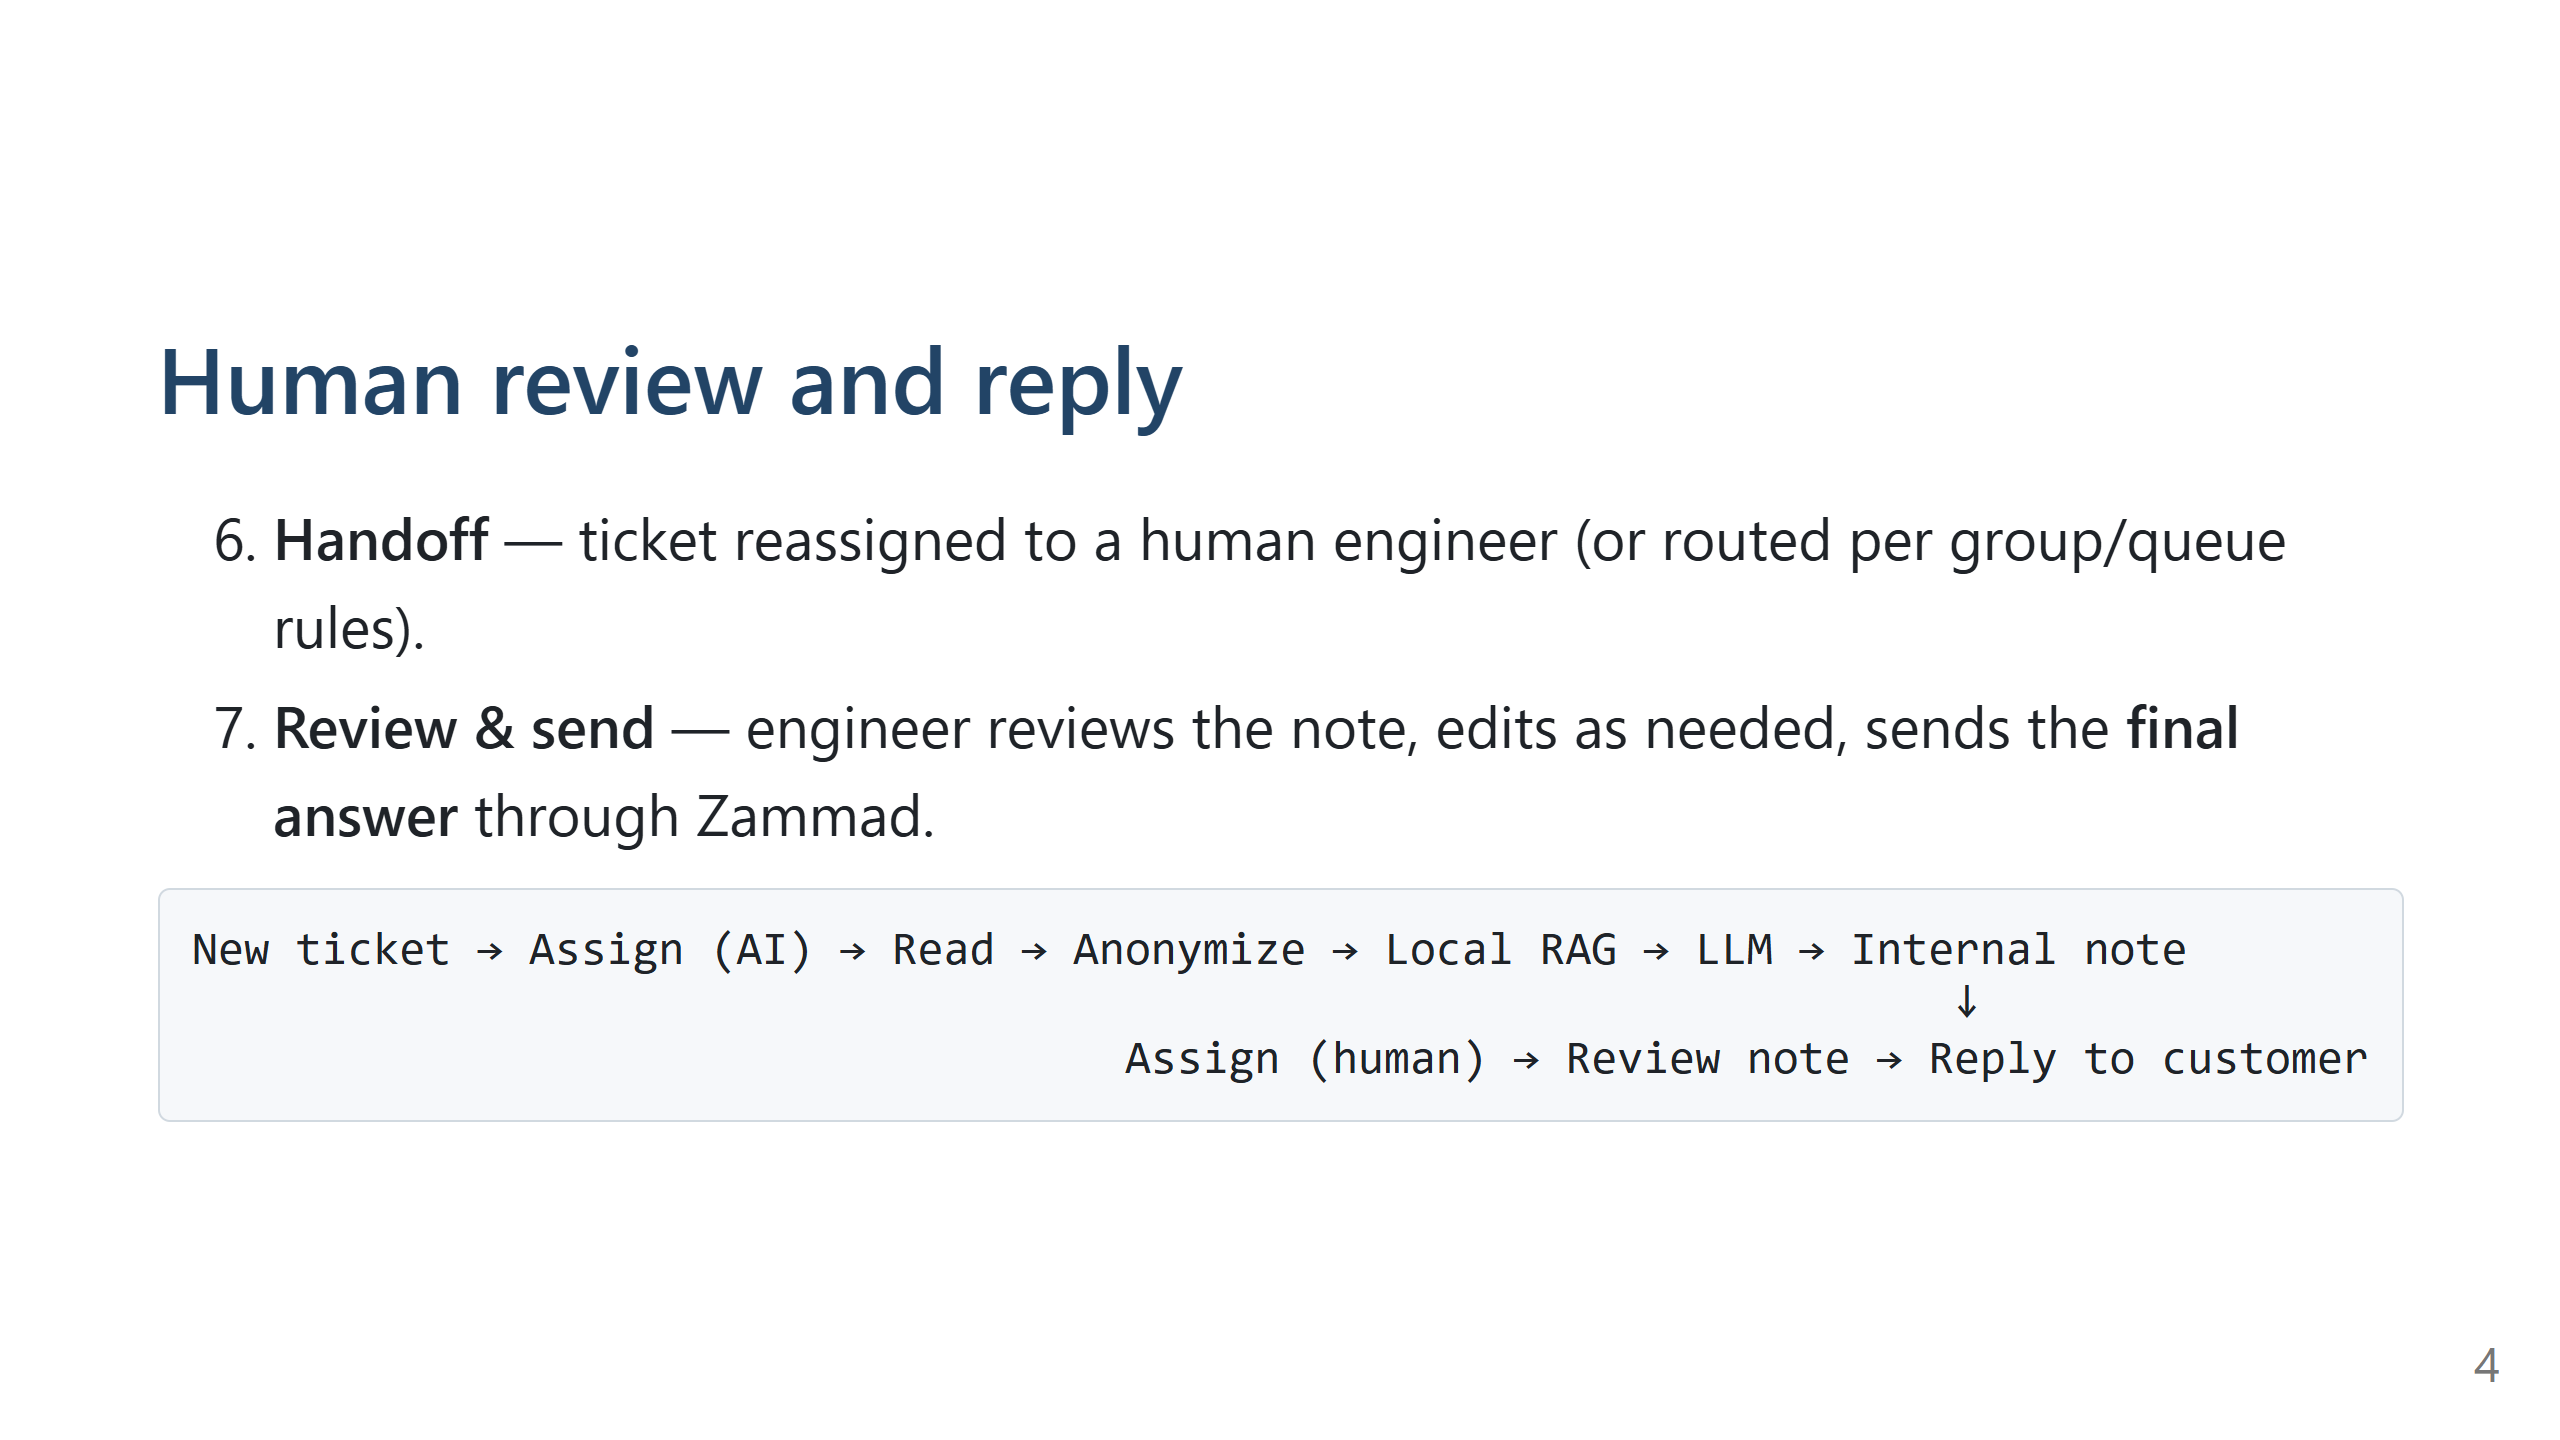 Human review and reply
6. Handoff — ticket reassigned to a human engineer (or routed per group/queue
rules).
7. Review & send — engineer reviews the note, edits as needed, sends the final
answer through Zammad.
New ticket → Assign (AI) → Read → Anonymize → Local RAG → LLM → Internal note
↓
Assign (human) → Review note → Reply to customer
4